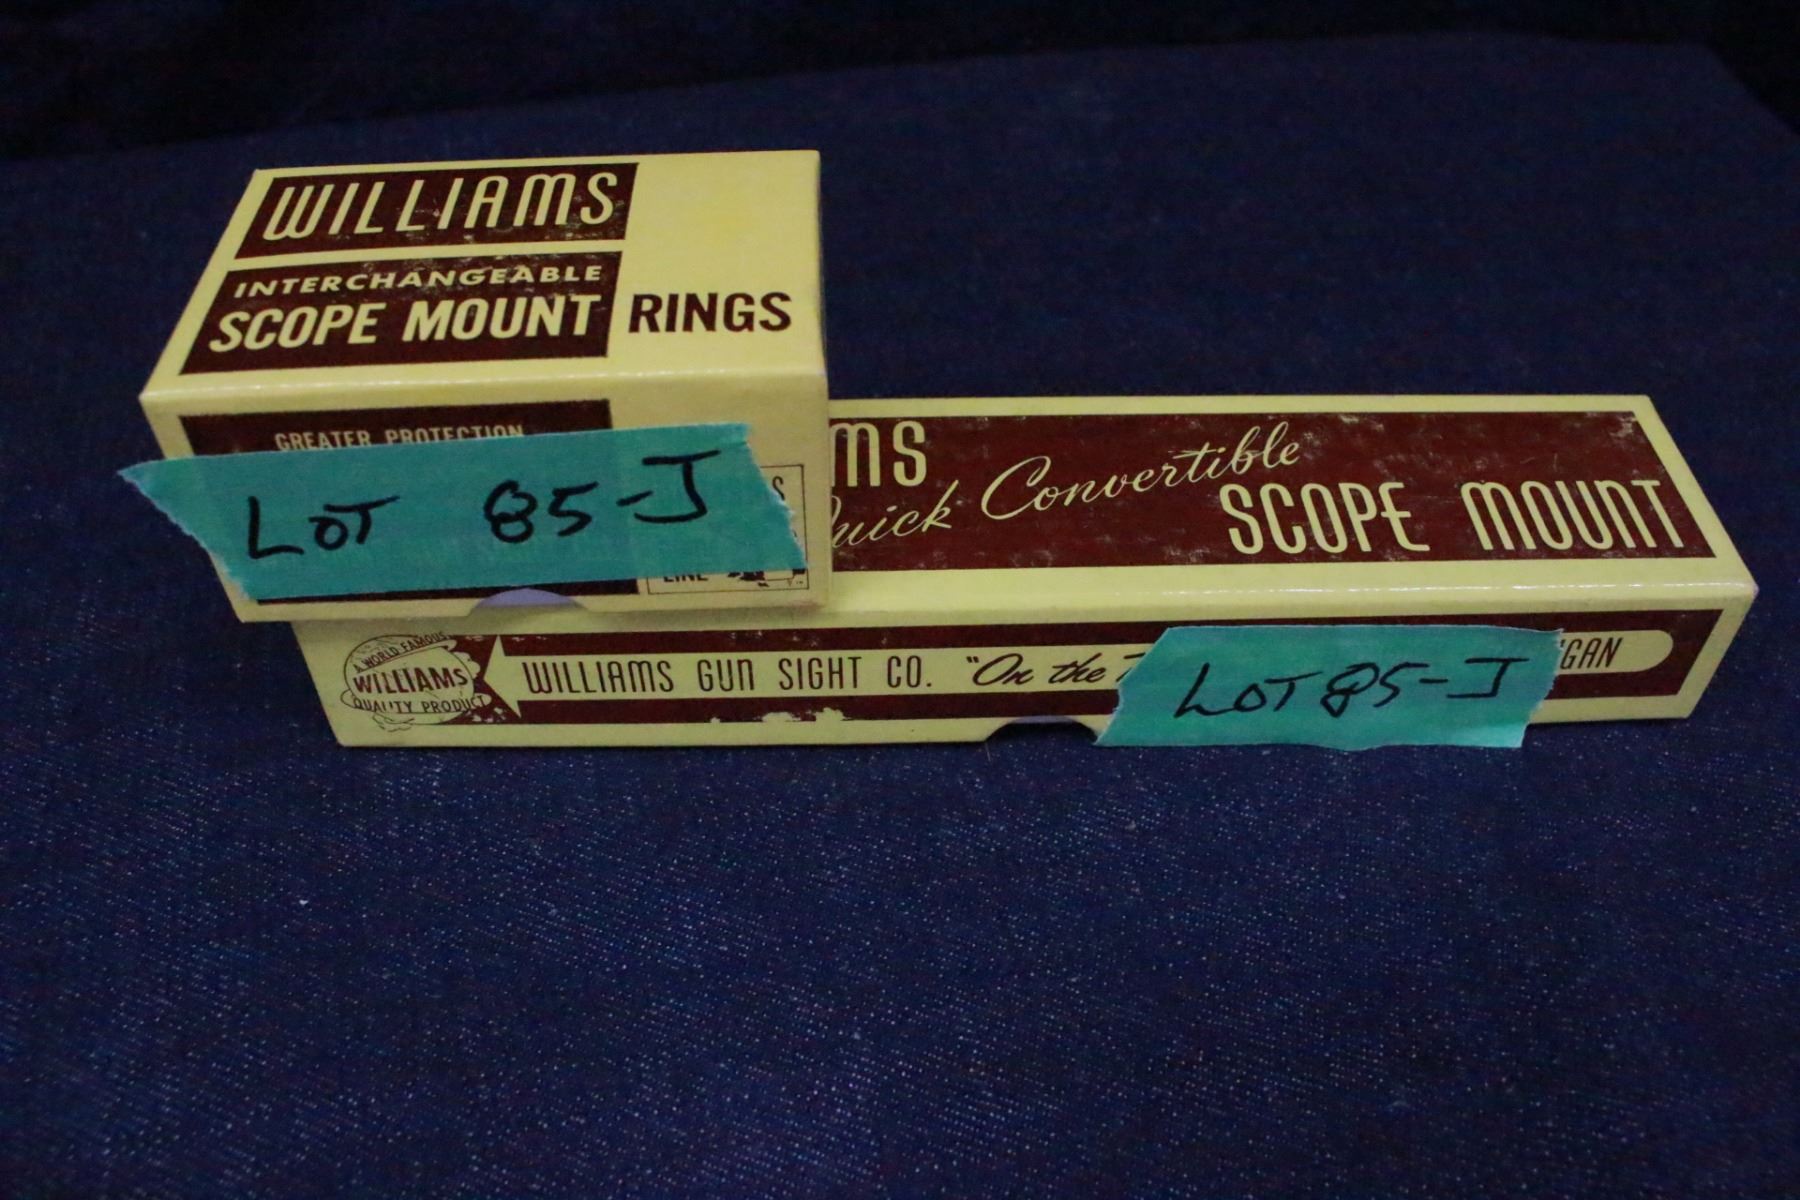 WILLIAMS
INTERCHANGEABLE
SCOPE MOUNT RINGS
GREATER PROTECTION
LOT 85-J
LINE
MS
Quick Convertible
SCOPE MOUNT
A WORLD FAMOUS
WILLIAMS
QUALITY PRODUCT
WILLIAMS GUN SIGHT CO. "On the
LOT 85-J
GAN